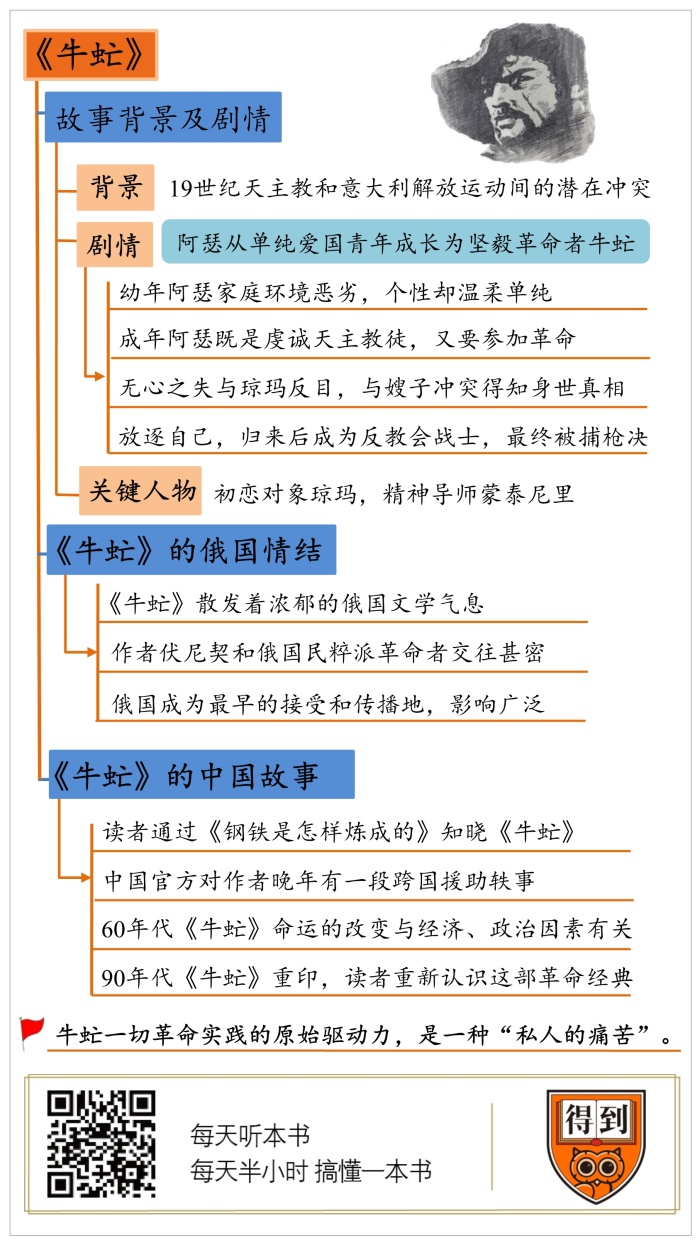 《牛虻》
故事背景及剧情
背景
19世纪天主教和意大利解放运动间的潜在冲突
剧情
阿瑟从单纯爱国青年成长为坚毅革命者牛虻
幼年阿瑟家庭环境恶劣，个性却温柔单纯
成年阿瑟既是虔诚天主教徒，又要参加革命
无心之失与琼玛反目，与嫂子冲突得知身世真相
放逐自己，归来后成为反教会战士，最终被捕枪决
关键人物
初恋对象琼玛，精神导师蒙泰尼里
《牛虻》的俄国情结
《牛虻》散发着浓郁的俄国文学气息
作者伏尼契和俄国民粹派革命者交往甚密
俄国成为最早的接受和传播地，影响广泛
《牛虻》的中国故事
读者通过《钢铁是怎样炼成的》知晓《牛虻》
中国官方对作者晚年有一段跨国援助轶事
60年代《牛虻》命运的改变与经济、政治因素有关
90年代《牛虻》重印，读者重新认识这部革命经典
牛虻一切革命实践的原始驱动力，是一种“私人的痛苦”。
每天听本书
每天半小时 搞懂一本书
得到